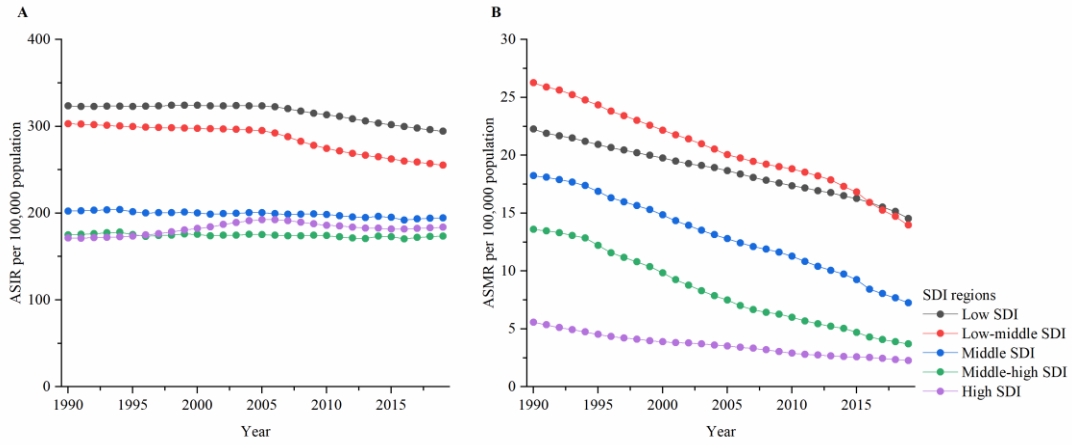 A
ASIR per 100,000 population
400
300
200
100
0
1990 1995 2000 2005 2010 2015
Year
B
ASMR per 100,000 population
30
25
20
15
10
5
0
1990 1995 2000 2005 2010 2015
Year
SDI regions
Low SDI
Low-middle SDI
Middle SDI
Middle-high SDI
High SDI